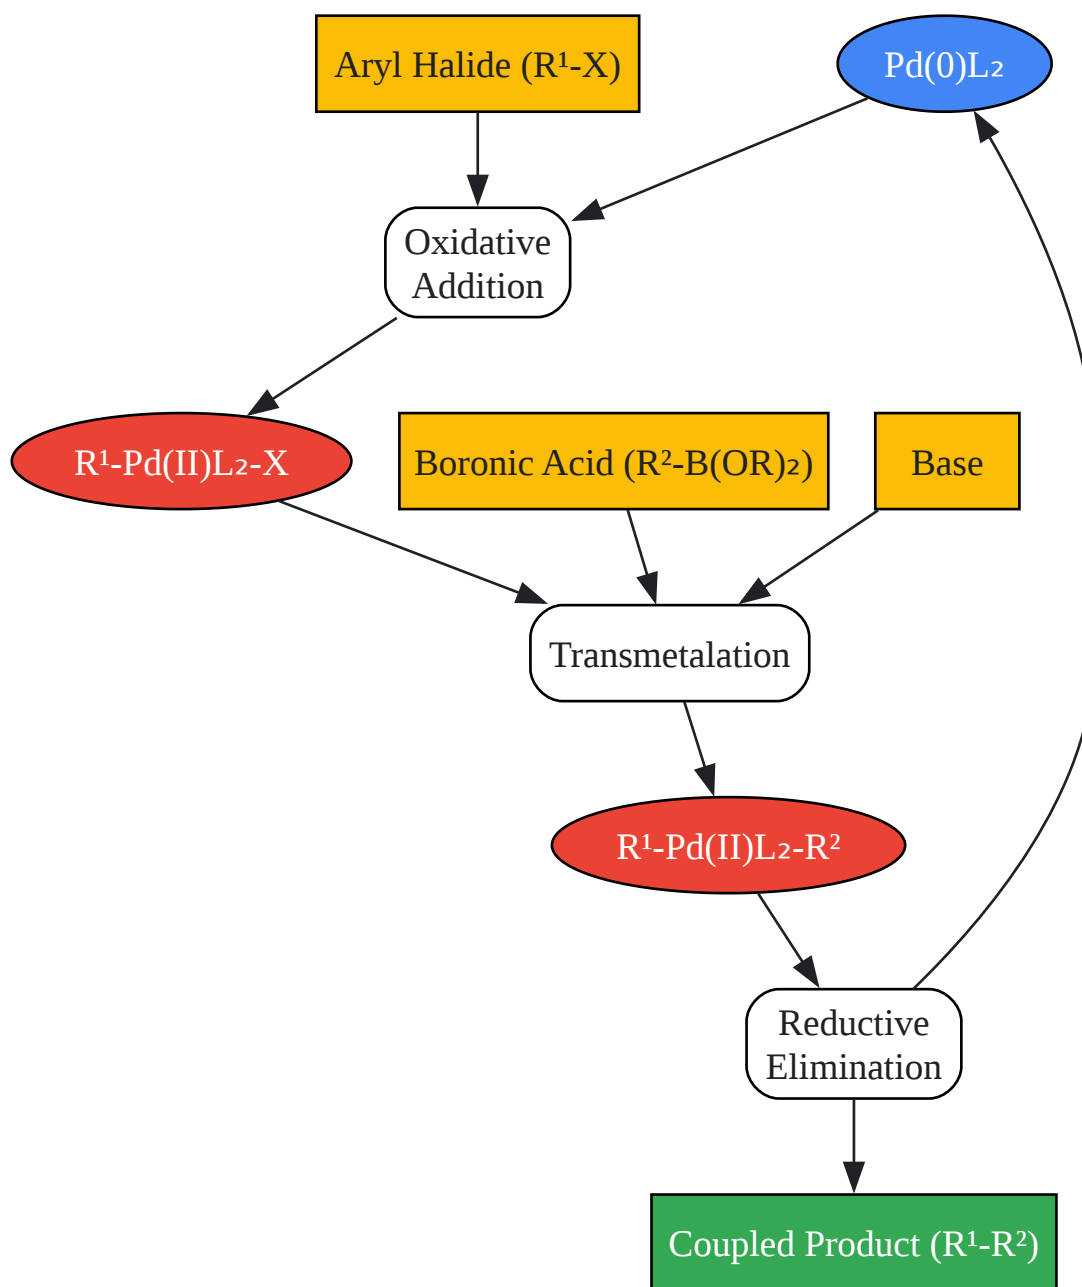 Aryl Halide (R¹-X)
Pd(0)L₂
Oxidative
Addition
R¹-Pd(II)L₂-X
Boronic Acid (R²-B(OR)₂)
Base
Transmetalation
R¹-Pd(II)L₂-R²
Reductive
Elimination
Coupled Product (R¹-R²)